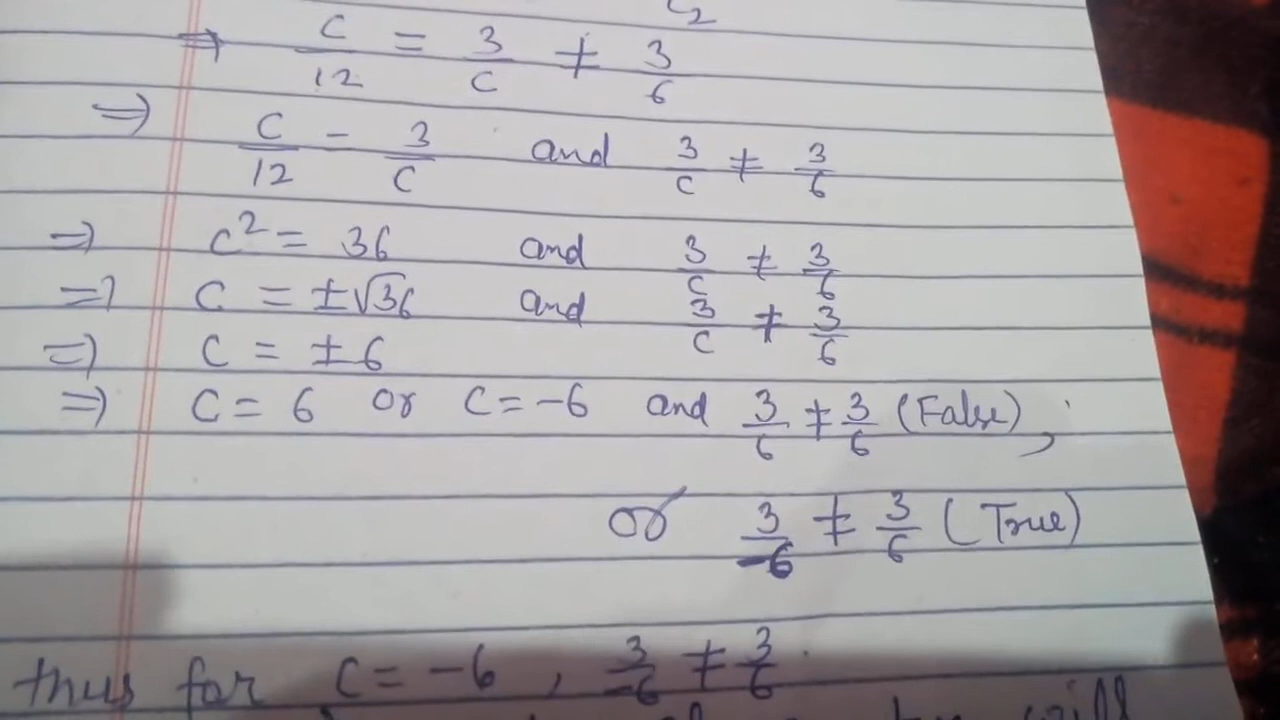 c₂
⇒ c/12 = 3/c ≠ 3/6
⇒ c/12 = 3/c and 3/c ≠ 3/6
⇒ c² = 36 and 3/c ≠ 3/6
⇒ c = ±√36 and 3/c ≠ 3/6
⇒ c = ±6
⇒ c = 6 or c = -6 and 3/6 ≠ 3/6 (False),
or 3/-6 ≠ 3/6 (True)
thus for c = -6, 3/-6 ≠ 3/6.
will